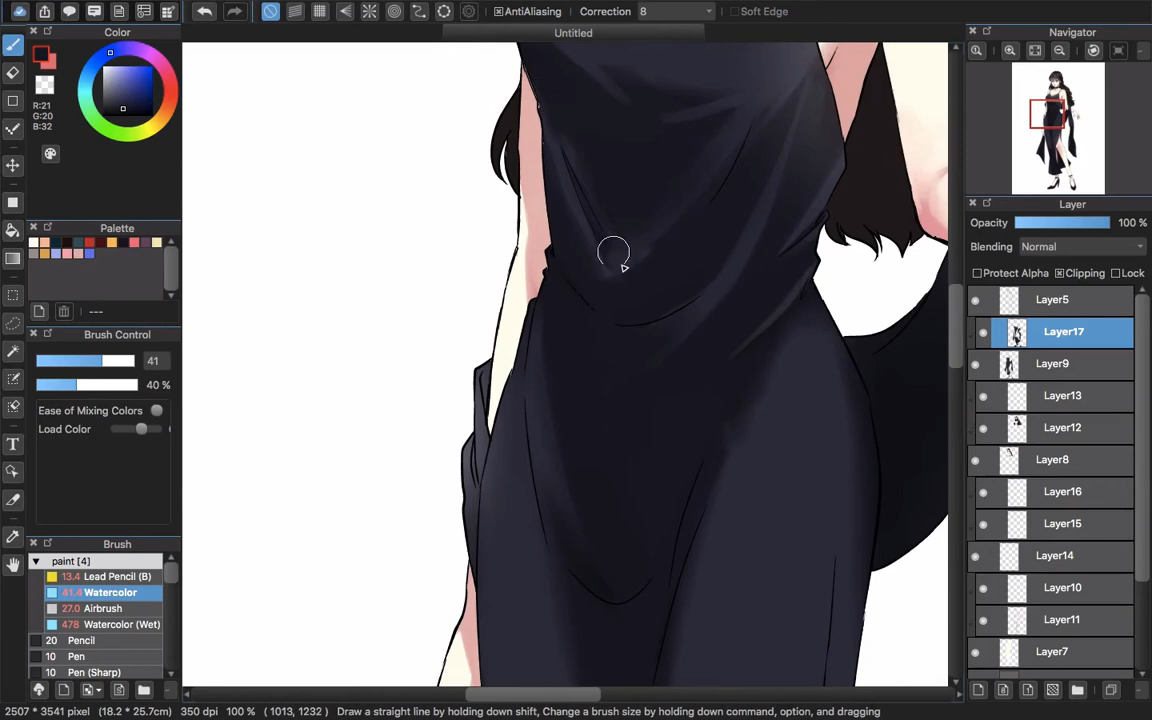 AntiAliasing Correction 8 Soft Edge
Untitled
Color
R:21
G:20
B:32
Palette
---
Brush Control
41
40 %
Ease of Mixing Colors
Load Color
Brush
paint [4]
13.4 Lead Pencil (B)
41.4 Watercolor
27.0 Airbrush
478 Watercolor (Wet)
20 Pencil
10 Pen
10 Pen (Sharp)
T
Navigator
Layer
Opacity 100 %
Blending Normal
Protect Alpha Clipping Lock
Layer5
Layer17
Layer9
Layer13
Layer12
Layer8
Layer16
Layer15
Layer14
Layer10
Layer11
Layer7
2507 * 3541 pixel (18.2 * 25.7cm) 350 dpi 100 % ( 1013, 1232 ) Draw a straight line by holding down shift, Change a brush size by holding down command, option, and dragging